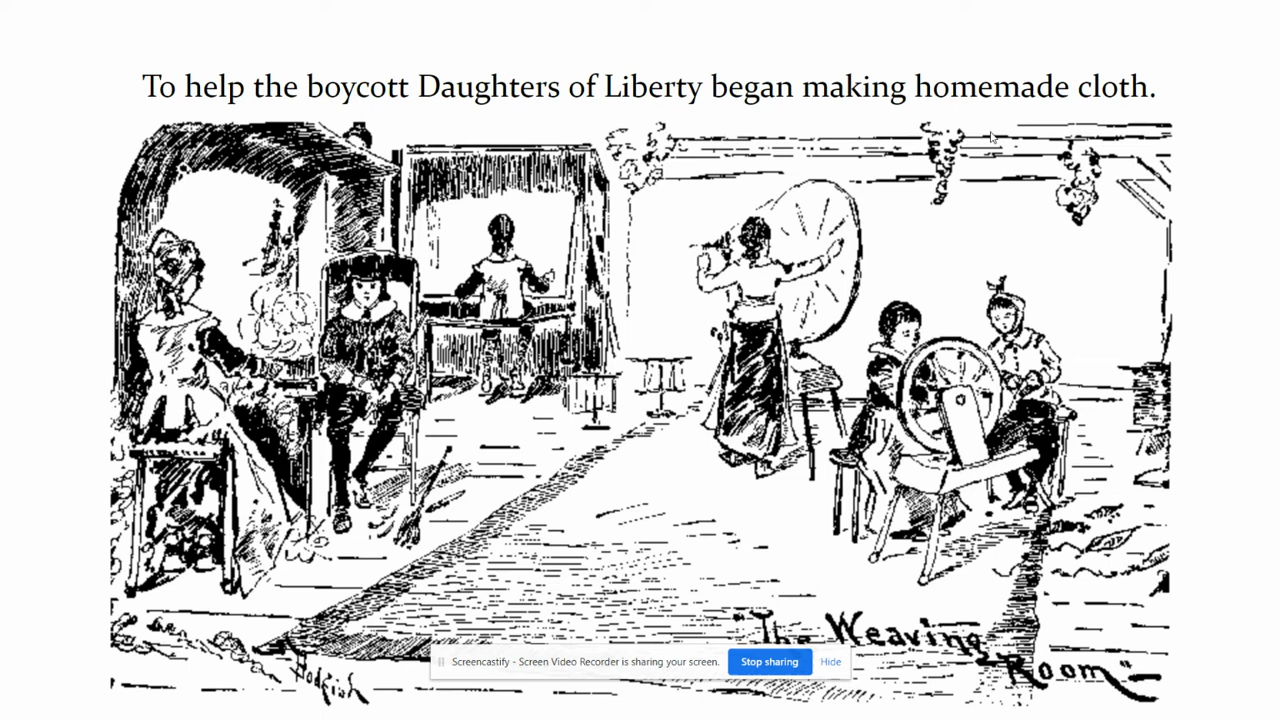 To help the boycott Daughters of Liberty began making homemade cloth.
"The Weaving
Room"
Hodgish
Screencastify - Screen Video Recorder is sharing your screen. Stop sharing Hide